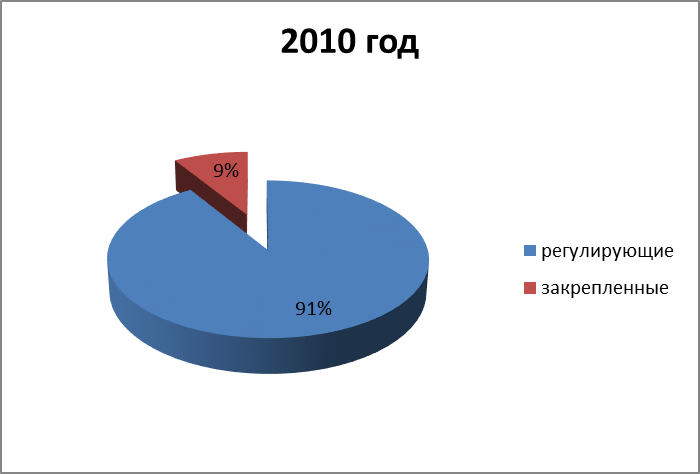 2010 год
9%
91%
регулирующие
закрепленные